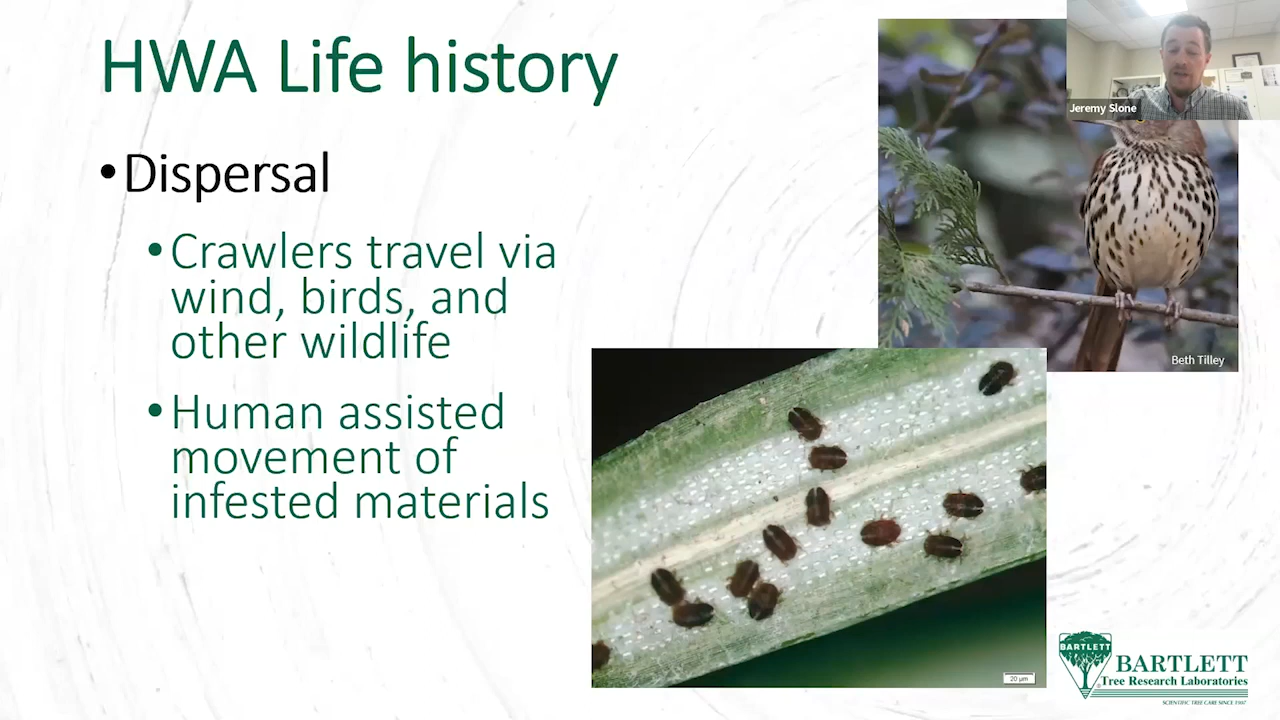 HWA Life history
Jeremy Slone
•Dispersal
•Crawlers travel via
wind, birds, and
other wildlife
•Human assisted
movement of
infested materials
Beth Tilley
20 µm
BARTLETT
BARTLETT
Tree Research Laboratories
SCIENTIFIC TREE CARE SINCE 1907